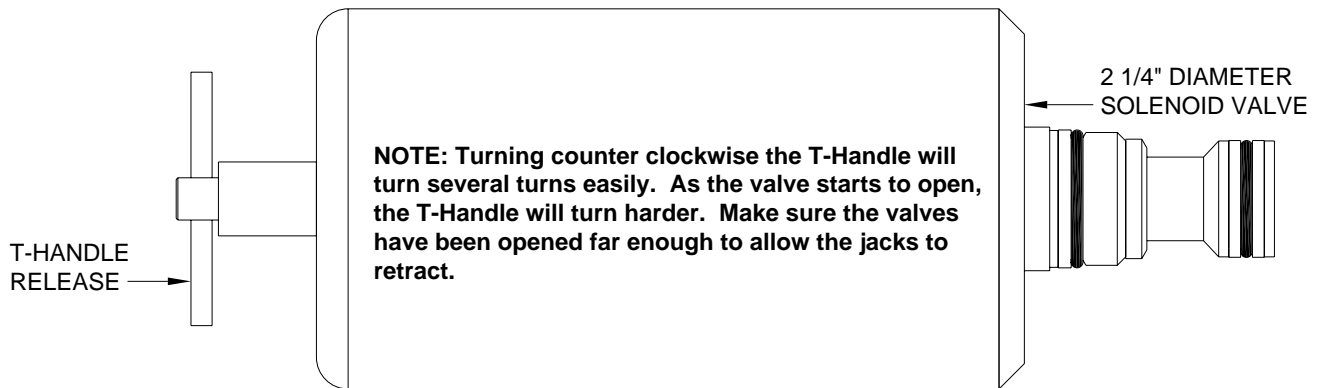 2 1/4" DIAMETER
SOLENOID VALVE
NOTE: Turning counter clockwise the T-Handle will
turn several turns easily. As the valve starts to open,
the T-Handle will turn harder. Make sure the valves
have been opened far enough to allow the jacks to
retract.
T-HANDLE
RELEASE